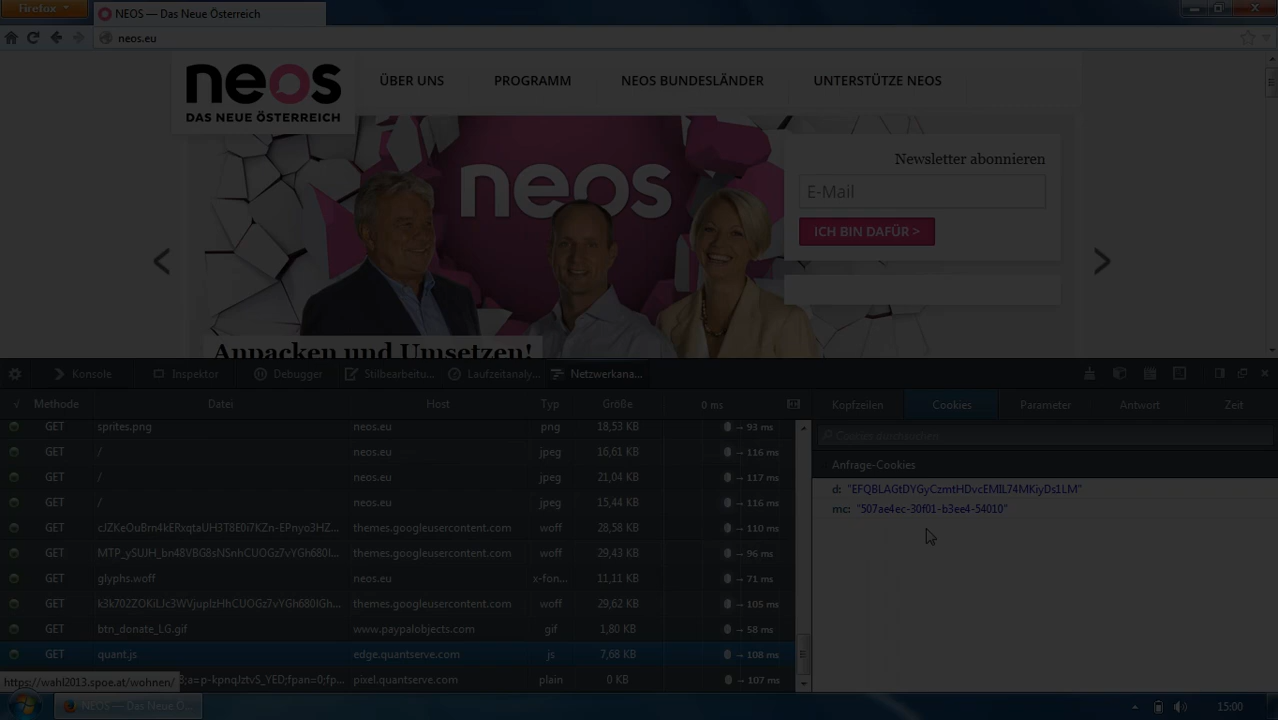 Firefox
NEOS — Das Neue Österreich
neos.eu
neos
DAS NEUE ÖSTERREICH
ÜBER UNS
PROGRAMM
NEOS BUNDESLÄNDER
UNTERSTÜTZE NEOS
neos
Newsletter abonnieren
E-Mail
ICH BIN DAFÜR >
Anpacken und Umsetzen!
Konsole
Inspektor
Debugger
Stilbearbeitu...
Laufzeitanaly...
Netzwerkana...
√ Methode Datei Host Typ Größe 0 ms
Kopfzeilen Cookies Parameter Antwort Zeit
GET sprites.png neos.eu png 18,53 KB → 93 ms
Cookies durchsuchen
GET / neos.eu jpeg 16,61 KB → 116 ms
Anfrage-Cookies
GET / neos.eu jpeg 21,04 KB → 117 ms
d: "EFQBLAGtDYGyCzmtHDvcEMIL74MKiyDs1LM"
GET / neos.eu jpeg 15,44 KB → 116 ms
mc: "507ae4ec-30f01-b3ee4-54010"
GET themes.googleusercontent.com woff 28,58 KB → 110 ms
GET themes.googleusercontent.com woff 29,43 KB → 96 ms
GET glyphs.woff neos.eu x-fon... 11,11 KB → 71 ms
GET themes.googleusercontent.com woff 29,62 KB → 105 ms
GET btn_donate_LG.gif www.paypalobjects.com gif 1,80 KB → 58 ms
GET quant.js edge.quantserve.com js 7,68 KB → 108 ms
https://wahl2013.spoe.at/wohnen/
;a=p-kpnqJztvS_YED;fpan=0;fp... pixel.quantserve.com plain 0 KB → 107 ms
NEOS — Das Neue Ö...
15:00